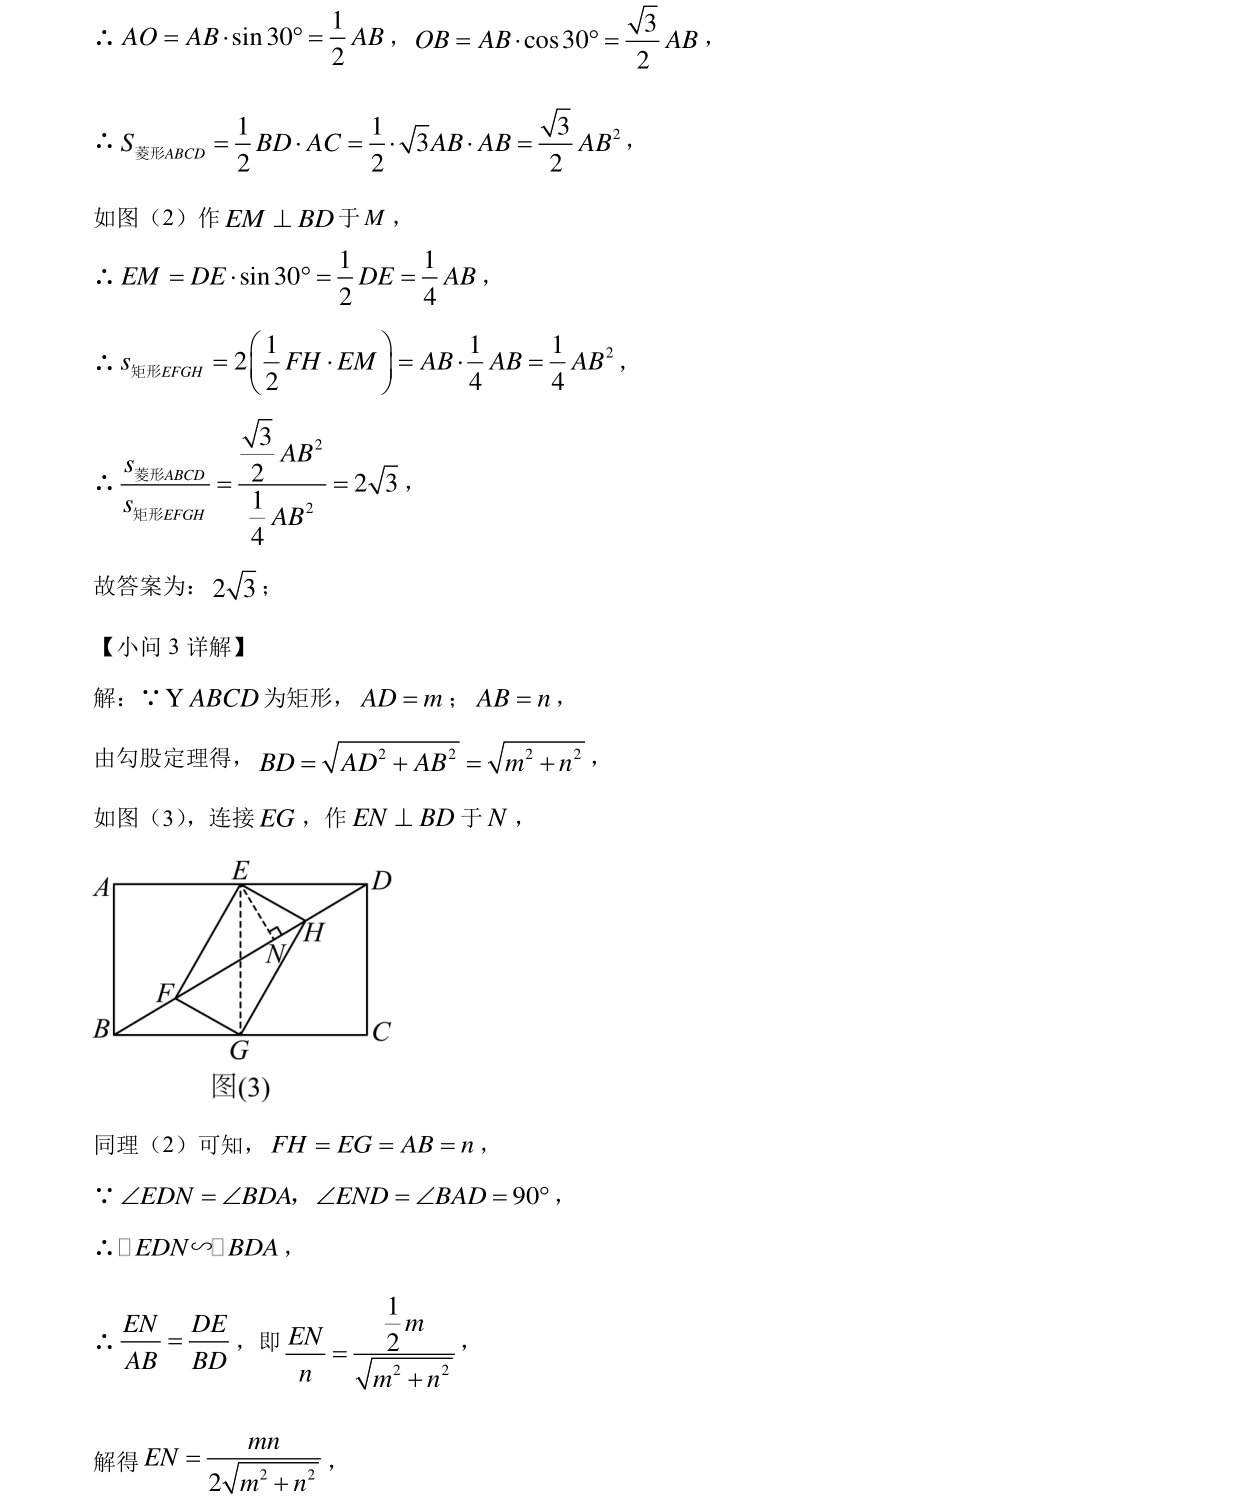 ∴ AO = AB·sin30° = 1/2 AB，OB = AB·cos30° = √3/2 AB，
∴ S菱形ABCD = 1/2 BD·AC = 1/2·√3AB·AB = √3/2 AB²，
如图（2）作 EM ⊥ BD 于 M，
∴ EM = DE·sin30° = 1/2 DE = 1/4 AB，
∴ s矩形EFGH = 2(1/2 FH·EM) = AB·1/4 AB = 1/4 AB²，
∴ s菱形ABCD/s矩形EFGH = (√3/2 AB²)/(1/4 AB²) = 2√3，
故答案为：2√3；
【小问 3 详解】
解：∵ Y ABCD 为矩形，AD = m；AB = n，
由勾股定理得，BD = √(AD² + AB²) = √(m² + n²)，
如图（3），连接 EG，作 EN ⊥ BD 于 N，
A
E
D
H
N
F
B
G
C
图(3)
同理（2）可知，FH = EG = AB = n，
∵ ∠EDN = ∠BDA，∠END = ∠BAD = 90°，
∴ □EDN∽□BDA，
∴ EN/AB = DE/BD，即 EN/n = (1/2 m)/√(m² + n²)，
解得 EN = mn/(2√(m² + n²))，